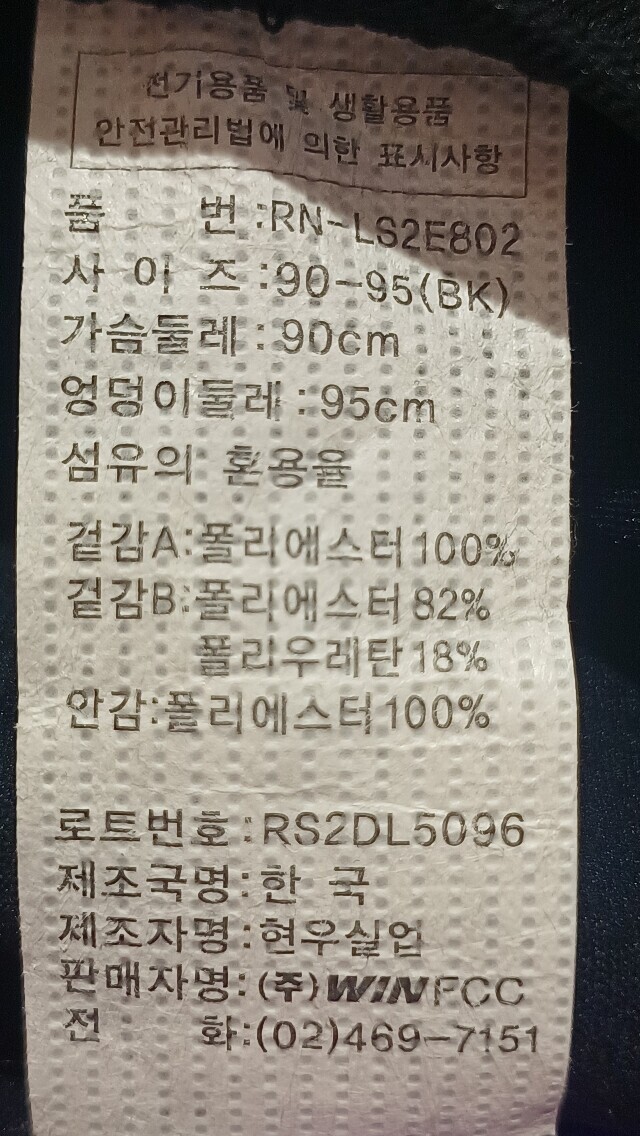 전기용품 및 생활용품
안전관리법에 의한 표시사항
품 번:RN-LS2E802
사 이 즈:90-95(BK)
가슴둘레:90cm
엉덩이둘레:95cm
섬유의 혼용율
겉감A:폴리에스터100%
겉감B:폴리에스터82%
폴리우레탄18%
안감:폴리에스터100%
로트번호:RS2DL5096
제조국명:한 국
제조자명:현우실업
판매자명:(주)WINFCC
전 화:(02)469-7151